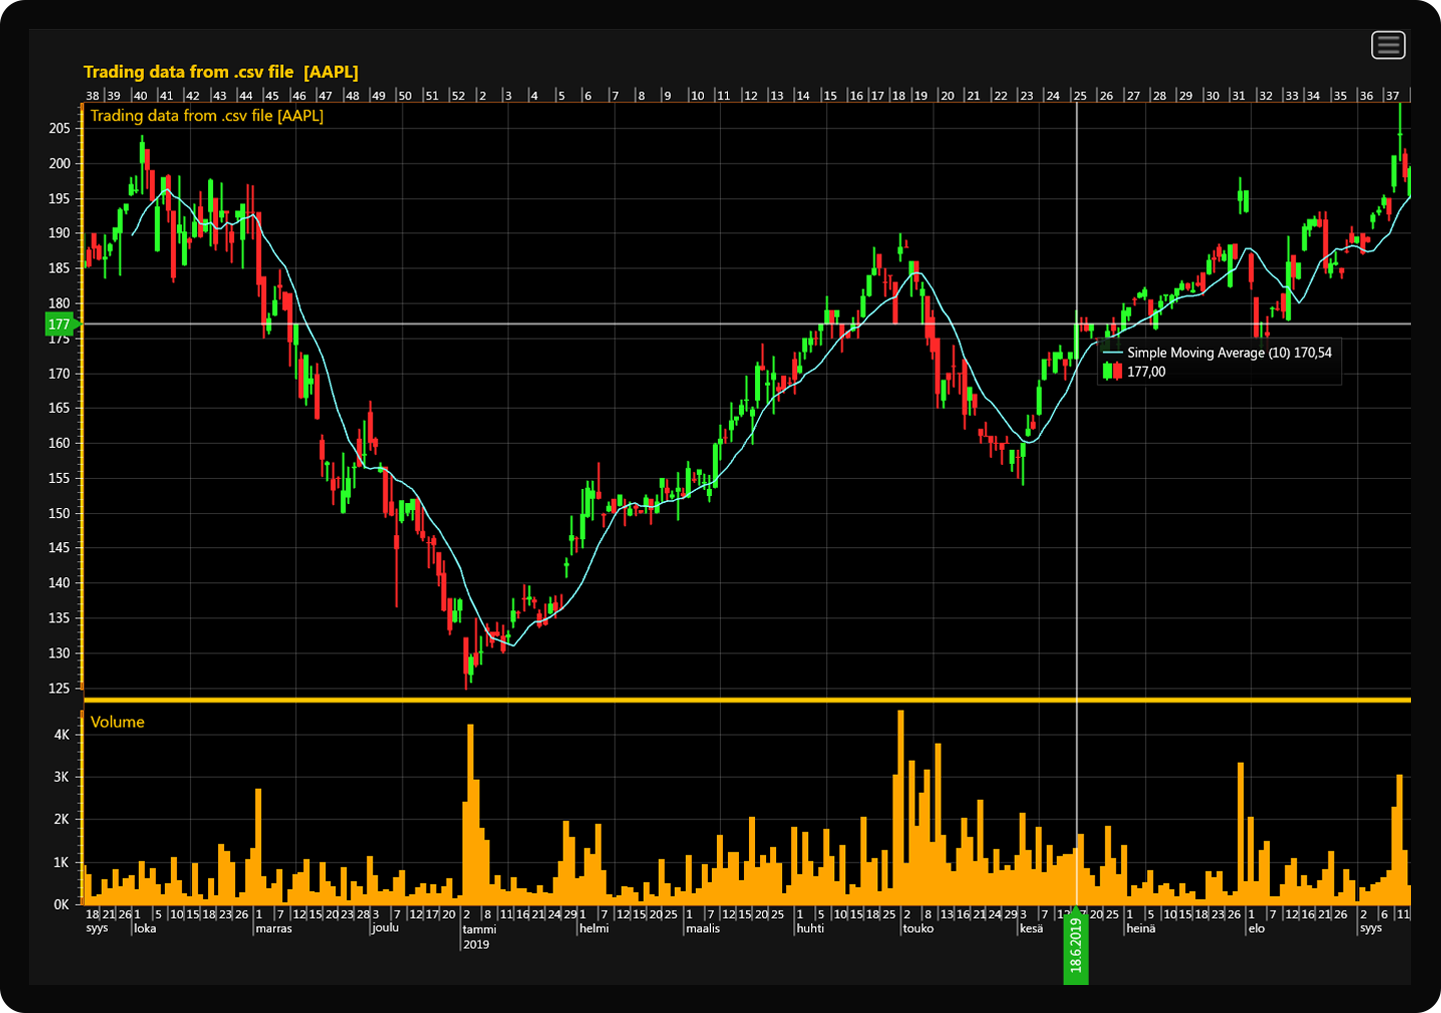 Trading data from .csv file [AAPL]
38 39 40 41 42 43 44 45 46 47 48 49 50 51 52 2 3 4 5 6 7 8 9 10 11 12 13 14 15 16 17 18 19 20 21 22 23 24 25 26 27 28 29 30 31 32 33 34 35 36 37
Trading data from .csv file [AAPL]
205
200
195
190
185
180
177
175
Simple Moving Average (10) 170,54
177,00
170
165
160
155
150
145
140
135
130
125
Volume
4K
3K
2K
1K
0K
18 21 26 1 5 10 15 18 23 26 1 7 12 15 20 23 28 3 7 12 17 20 2 8 11 16 21 24 29 1 7 12 15 20 25 1 7 12 15 20 25 1 5 10 15 18 25 2 8 13 16 21 24 29 3 7 20 25 1 5 10 15 18 23 26 1 7 12 16 21 26 2 6 11
syys loka marras joulu tammi helmi maalis huhti touko kesä heinä elo syys
2019
18.6.2019